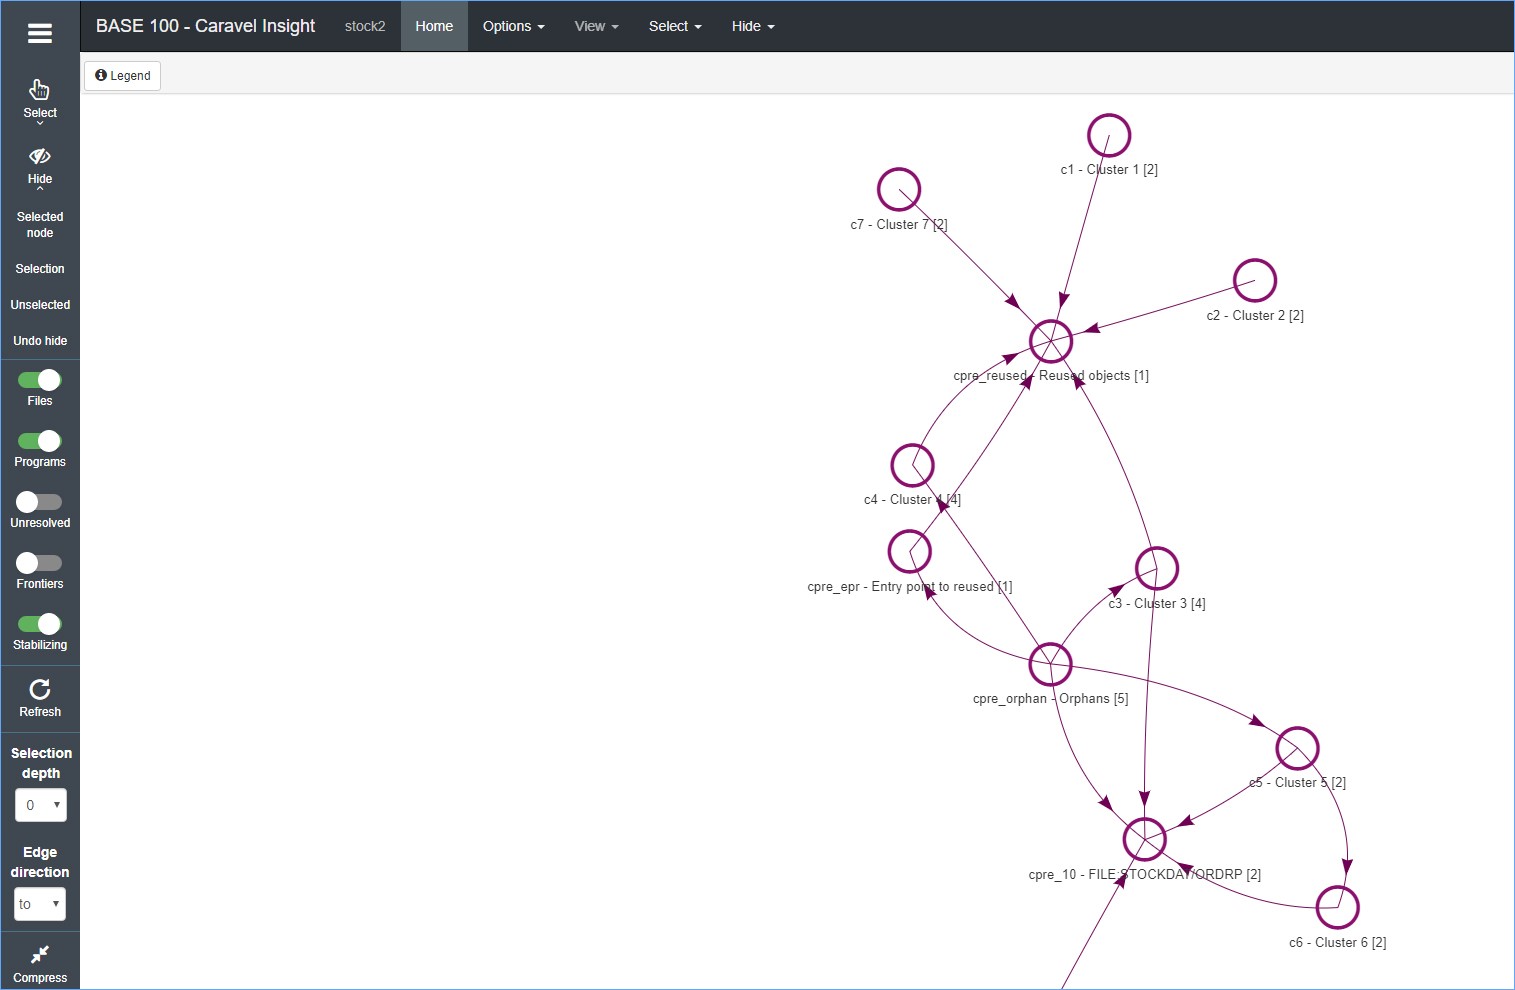 BASE 100 - Caravel Insight stock2 Home Options View Select Hide
Legend
Select
Hide
Selected
node
Selection
Unselected
Undo hide
Files
Programs
Unresolved
Frontiers
Stabilizing
Refresh
Selection
depth
0
Edge
direction
to
Compress
c1 - Cluster 1 [2]
c7 - Cluster 7 [2]
c2 - Cluster 2 [2]
cpre_reused - Reused objects [1]
c4 - Cluster 4 [4]
cpre_epr - Entry point to reused [1]
c3 - Cluster 3 [4]
cpre_orphan - Orphans [5]
c5 - Cluster 5 [2]
cpre_10 - FILE:STOCKDAY/ORDRP [2]
c6 - Cluster 6 [2]